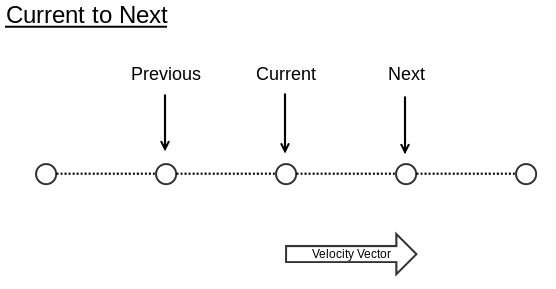 Current to Next
Previous
Current
Next
Velocity Vector